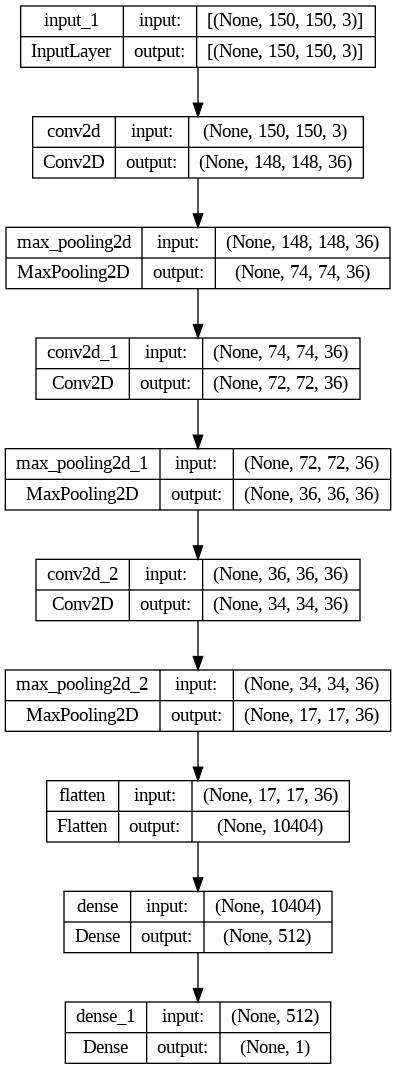 input_1 input: [(None, 150, 150, 3)]
InputLayer output: [(None, 150, 150, 3)]
conv2d input: (None, 150, 150, 3)
Conv2D output: (None, 148, 148, 36)
max_pooling2d input: (None, 148, 148, 36)
MaxPooling2D output: (None, 74, 74, 36)
conv2d_1 input: (None, 74, 74, 36)
Conv2D output: (None, 72, 72, 36)
max_pooling2d_1 input: (None, 72, 72, 36)
MaxPooling2D output: (None, 36, 36, 36)
conv2d_2 input: (None, 36, 36, 36)
Conv2D output: (None, 34, 34, 36)
max_pooling2d_2 input: (None, 34, 34, 36)
MaxPooling2D output: (None, 17, 17, 36)
flatten input: (None, 17, 17, 36)
Flatten output: (None, 10404)
dense input: (None, 10404)
Dense output: (None, 512)
dense_1 input: (None, 512)
Dense output: (None, 1)